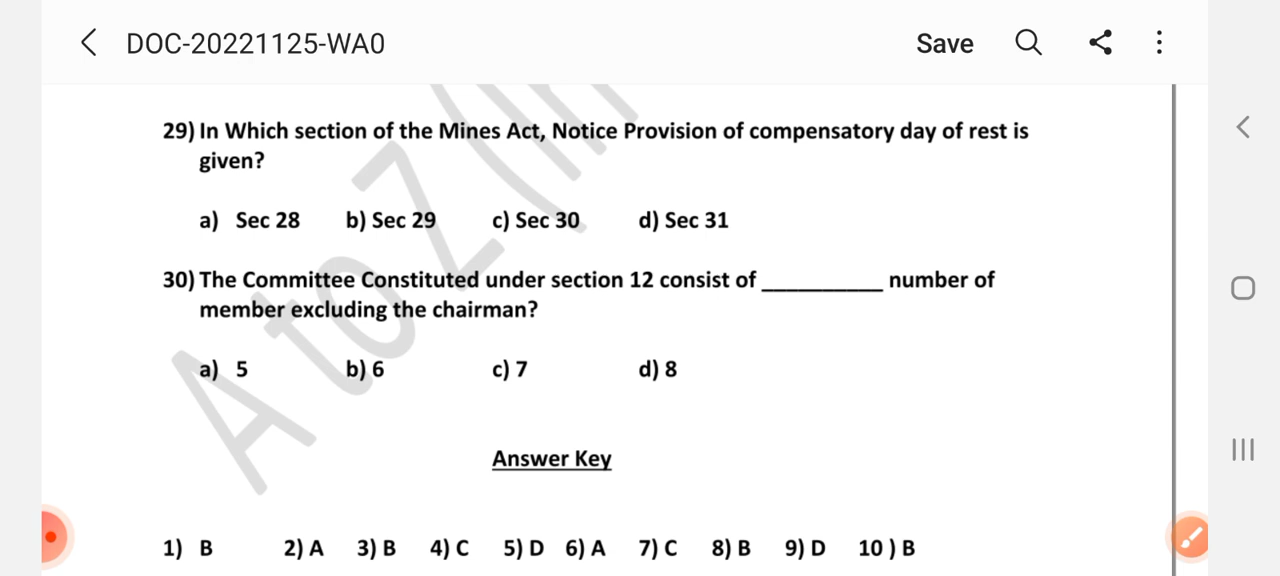 DOC-20221125-WA0
Save
29) In Which section of the Mines Act, Notice Provision of compensatory day of rest is
given?
a) Sec 28 b) Sec 29 c) Sec 30 d) Sec 31
30) The Committee Constituted under section 12 consist of __________ number of
member excluding the chairman?
a) 5 b) 6 c) 7 d) 8
Answer Key
1) B 2) A 3) B 4) C 5) D 6) A 7) C 8) B 9) D 10 ) B
A to Z (In